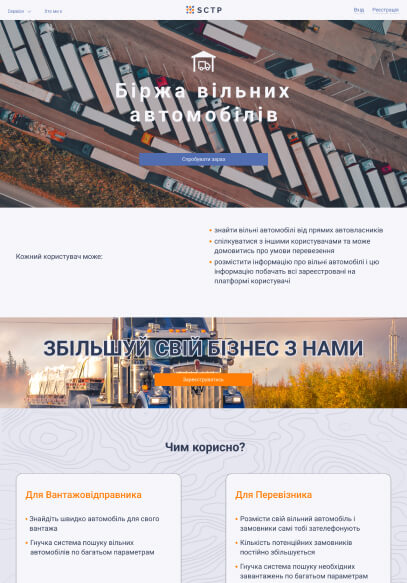 Сервіси
Хто ми є
SCTP
Вхід
Реєстрація
Біржа вільних
автомобілів
Спробувати зараз
Кожний користувач може:
• знайти вільні автомобілі від прямих автовласників
• спілкуватися з іншими користувачами та може
домовитись про умови перевезення
• розмістити інформацію про вільні автомобілі і цю
інформацію побачать всі зареєстровані на
платформі користувачі
ЗБІЛЬШУЙ СВІЙ БІЗНЕС З НАМИ
Зареєструватись
Чим корисно?
Для Вантажовідправника
• Знайдіть швидко автомобіль для свого
вантажа
• Гнучка система пошуку вільних
автомобілів по багатьом параметрам
Для Перевізника
• Розмісти свій вільний автомобіль і
замовники самі тобі зателефонують
• Кількість потенційних замовників
постійно збільшується
• Гнучка система пошуку необхідних
завантажень по багатьом параметрам